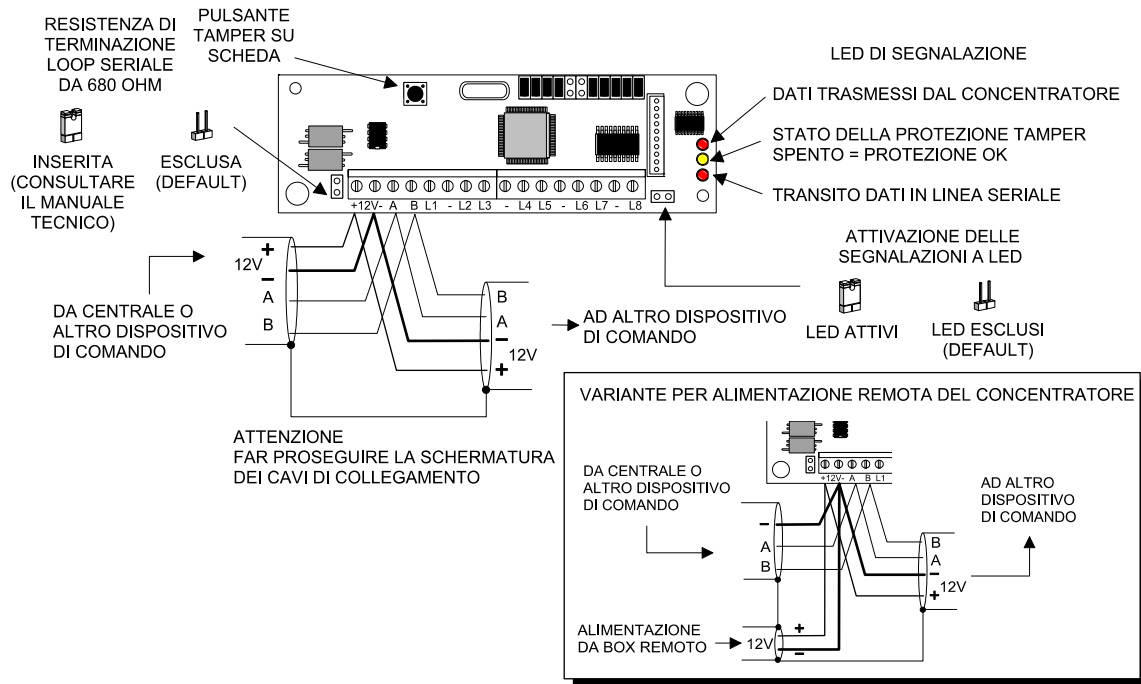 RESISTENZA DI
TERMINAZIONE
LOOP SERIALE
DA 680 OHM
PULSANTE
TAMPER SU
SCHEDA
LED DI SEGNALAZIONE
DATI TRASMESSI DAL CONCENTRATORE
STATO DELLA PROTEZIONE TAMPER
SPENTO = PROTEZIONE OK
TRANSITO DATI IN LINEA SERIALE
INSERITA
(CONSULTARE
IL MANUALE
TECNICO)
ESCLUSA
(DEFAULT)
+12V- A B L1 - L2 L3 - L4 L5 - L6 L7 - L8
ATTIVAZIONE DELLE
SEGNALAZIONI A LED
LED ATTIVI
LED ESCLUSI
(DEFAULT)
DA CENTRALE O
ALTRO DISPOSITIVO
DI COMANDO
+
12V
-
A
B
B
A
-
12V
+
AD ALTRO DISPOSITIVO
DI COMANDO
ATTENZIONE
FAR PROSEGUIRE LA SCHERMATURA
DEI CAVI DI COLLEGAMENTO
VARIANTE PER ALIMENTAZIONE REMOTA DEL CONCENTRATORE
+12V- A B L1
DA CENTRALE O
ALTRO DISPOSITIVO
DI COMANDO
-
A
B
AD ALTRO
DISPOSITIVO
DI COMANDO
B
A
-
12V
+
ALIMENTAZIONE
DA BOX REMOTO
+
12V
-